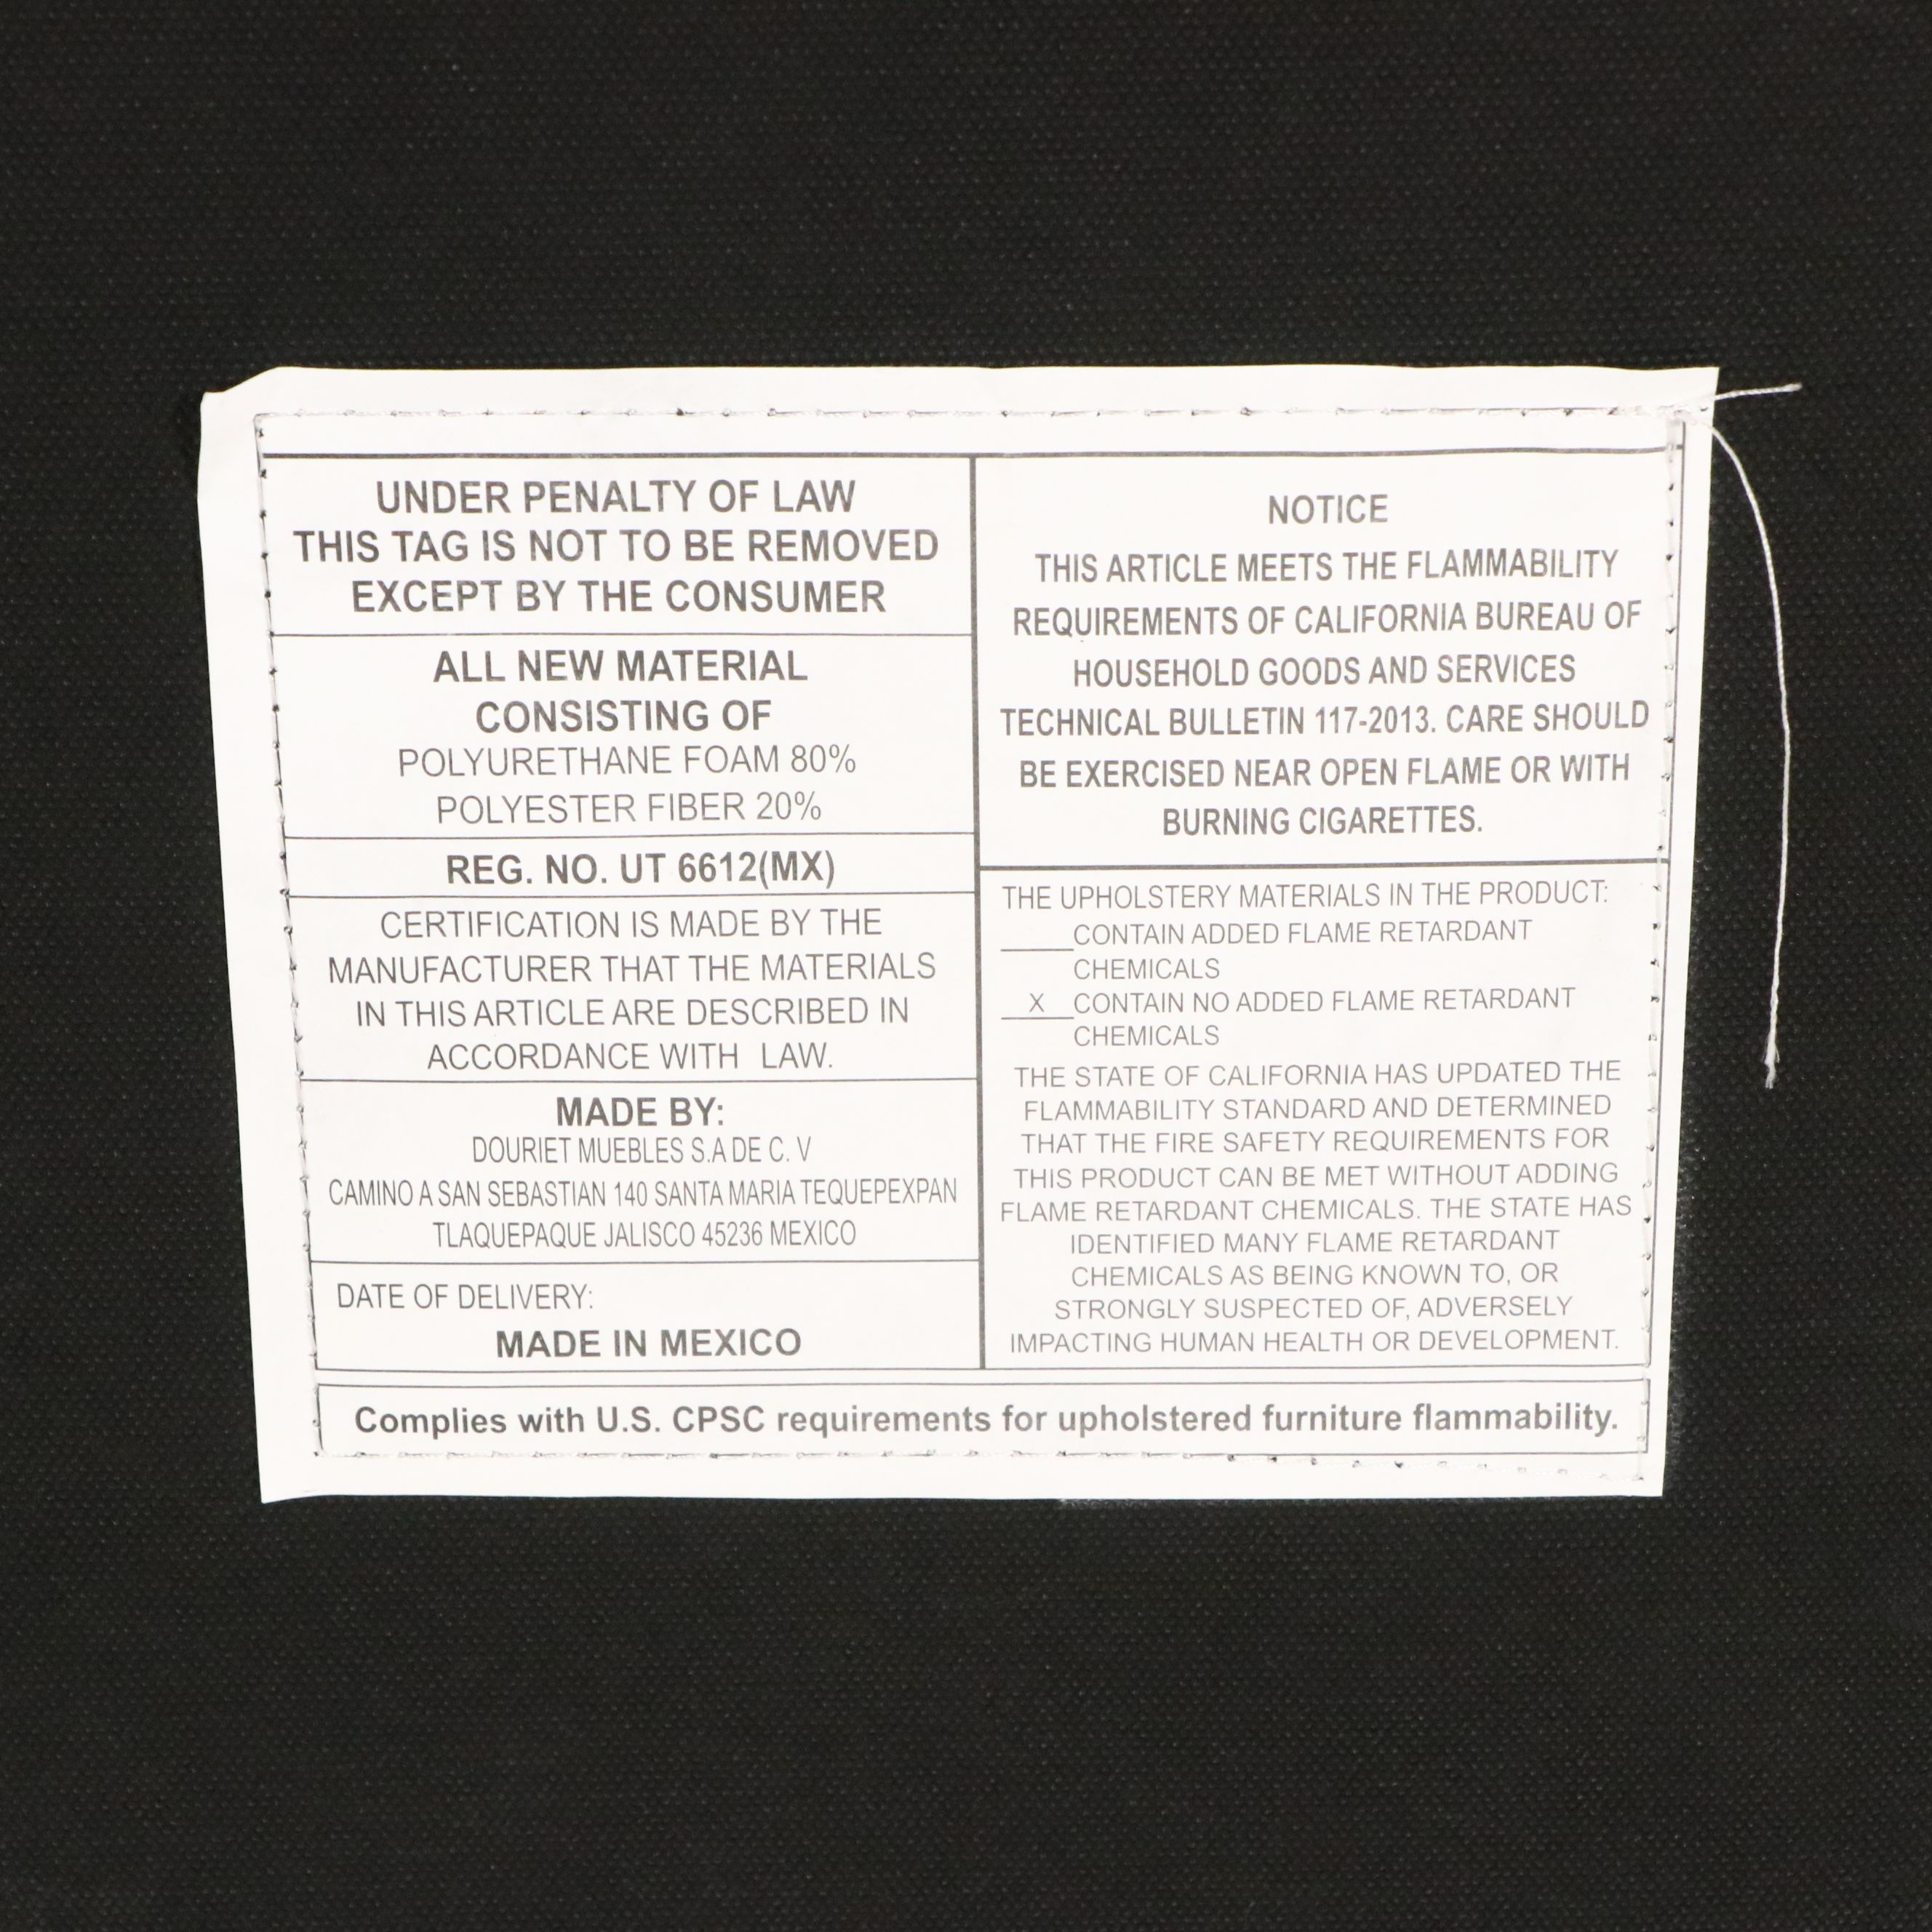 UNDER PENALTY OF LAW
THIS TAG IS NOT TO BE REMOVED
EXCEPT BY THE CONSUMER
ALL NEW MATERIAL
CONSISTING OF
POLYURETHANE FOAM 80%
POLYESTER FIBER 20%
REG. NO. UT 6612(MX)
CERTIFICATION IS MADE BY THE
MANUFACTURER THAT THE MATERIALS
IN THIS ARTICLE ARE DESCRIBED IN
ACCORDANCE WITH LAW.
MADE BY:
DOURIET MUEBLES S.A DE C. V
CAMINO A SAN SEBASTIAN 140 SANTA MARIA TEQUEPEXPAN
TLAQUEPAQUE JALISCO 45236 MEXICO
DATE OF DELIVERY:
MADE IN MEXICO
NOTICE
THIS ARTICLE MEETS THE FLAMMABILITY
REQUIREMENTS OF CALIFORNIA BUREAU OF
HOUSEHOLD GOODS AND SERVICES
TECHNICAL BULLETIN 117-2013. CARE SHOULD
BE EXERCISED NEAR OPEN FLAME OR WITH
BURNING CIGARETTES.
THE UPHOLSTERY MATERIALS IN THE PRODUCT:
_____CONTAIN ADDED FLAME RETARDANT
CHEMICALS
__X__CONTAIN NO ADDED FLAME RETARDANT
CHEMICALS
THE STATE OF CALIFORNIA HAS UPDATED THE
FLAMMABILITY STANDARD AND DETERMINED
THAT THE FIRE SAFETY REQUIREMENTS FOR
THIS PRODUCT CAN BE MET WITHOUT ADDING
FLAME RETARDANT CHEMICALS. THE STATE HAS
IDENTIFIED MANY FLAME RETARDANT
CHEMICALS AS BEING KNOWN TO, OR
STRONGLY SUSPECTED OF, ADVERSELY
IMPACTING HUMAN HEALTH OR DEVELOPMENT.
Complies with U.S. CPSC requirements for upholstered furniture flammability.